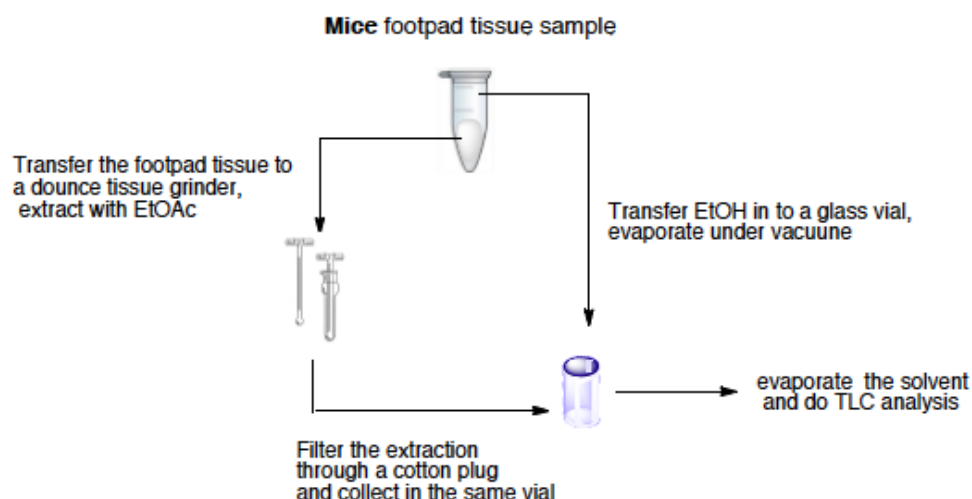 Mice footpad tissue sample
Transfer the footpad tissue to
a dounce tissue grinder,
extract with EtOAc
Transfer EtOH in to a glass vial,
evaporate under vacuune
evaporate the solvent
and do TLC analysis
Filter the extraction
through a cotton plug
and collect in the same vial